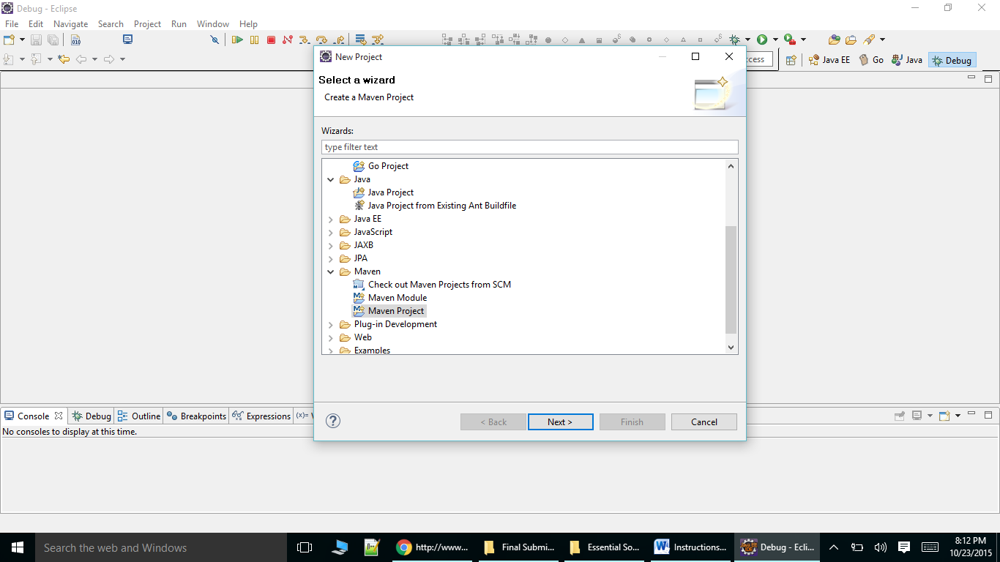 Debug - Eclipse
File Edit Navigate Search Project Run Window Help
010
Java EE Go Java Debug
New Project
Select a wizard
Create a Maven Project
Wizards:
type filter text
Go Project
Java
Java Project
Java Project from Existing Ant Buildfile
Java EE
JavaScript
JAXB
JPA
Maven
Check out Maven Projects from SCM
Maven Module
Maven Project
Plug-in Development
Web
Examples
< Back Next > Finish Cancel
Console Debug Outline Breakpoints Expressions (x)=
No consoles to display at this time.
Search the web and Windows
http://www... Final Submi... Essential So... Instructions... Debug - Ecli...
8:12 PM
10/23/2015